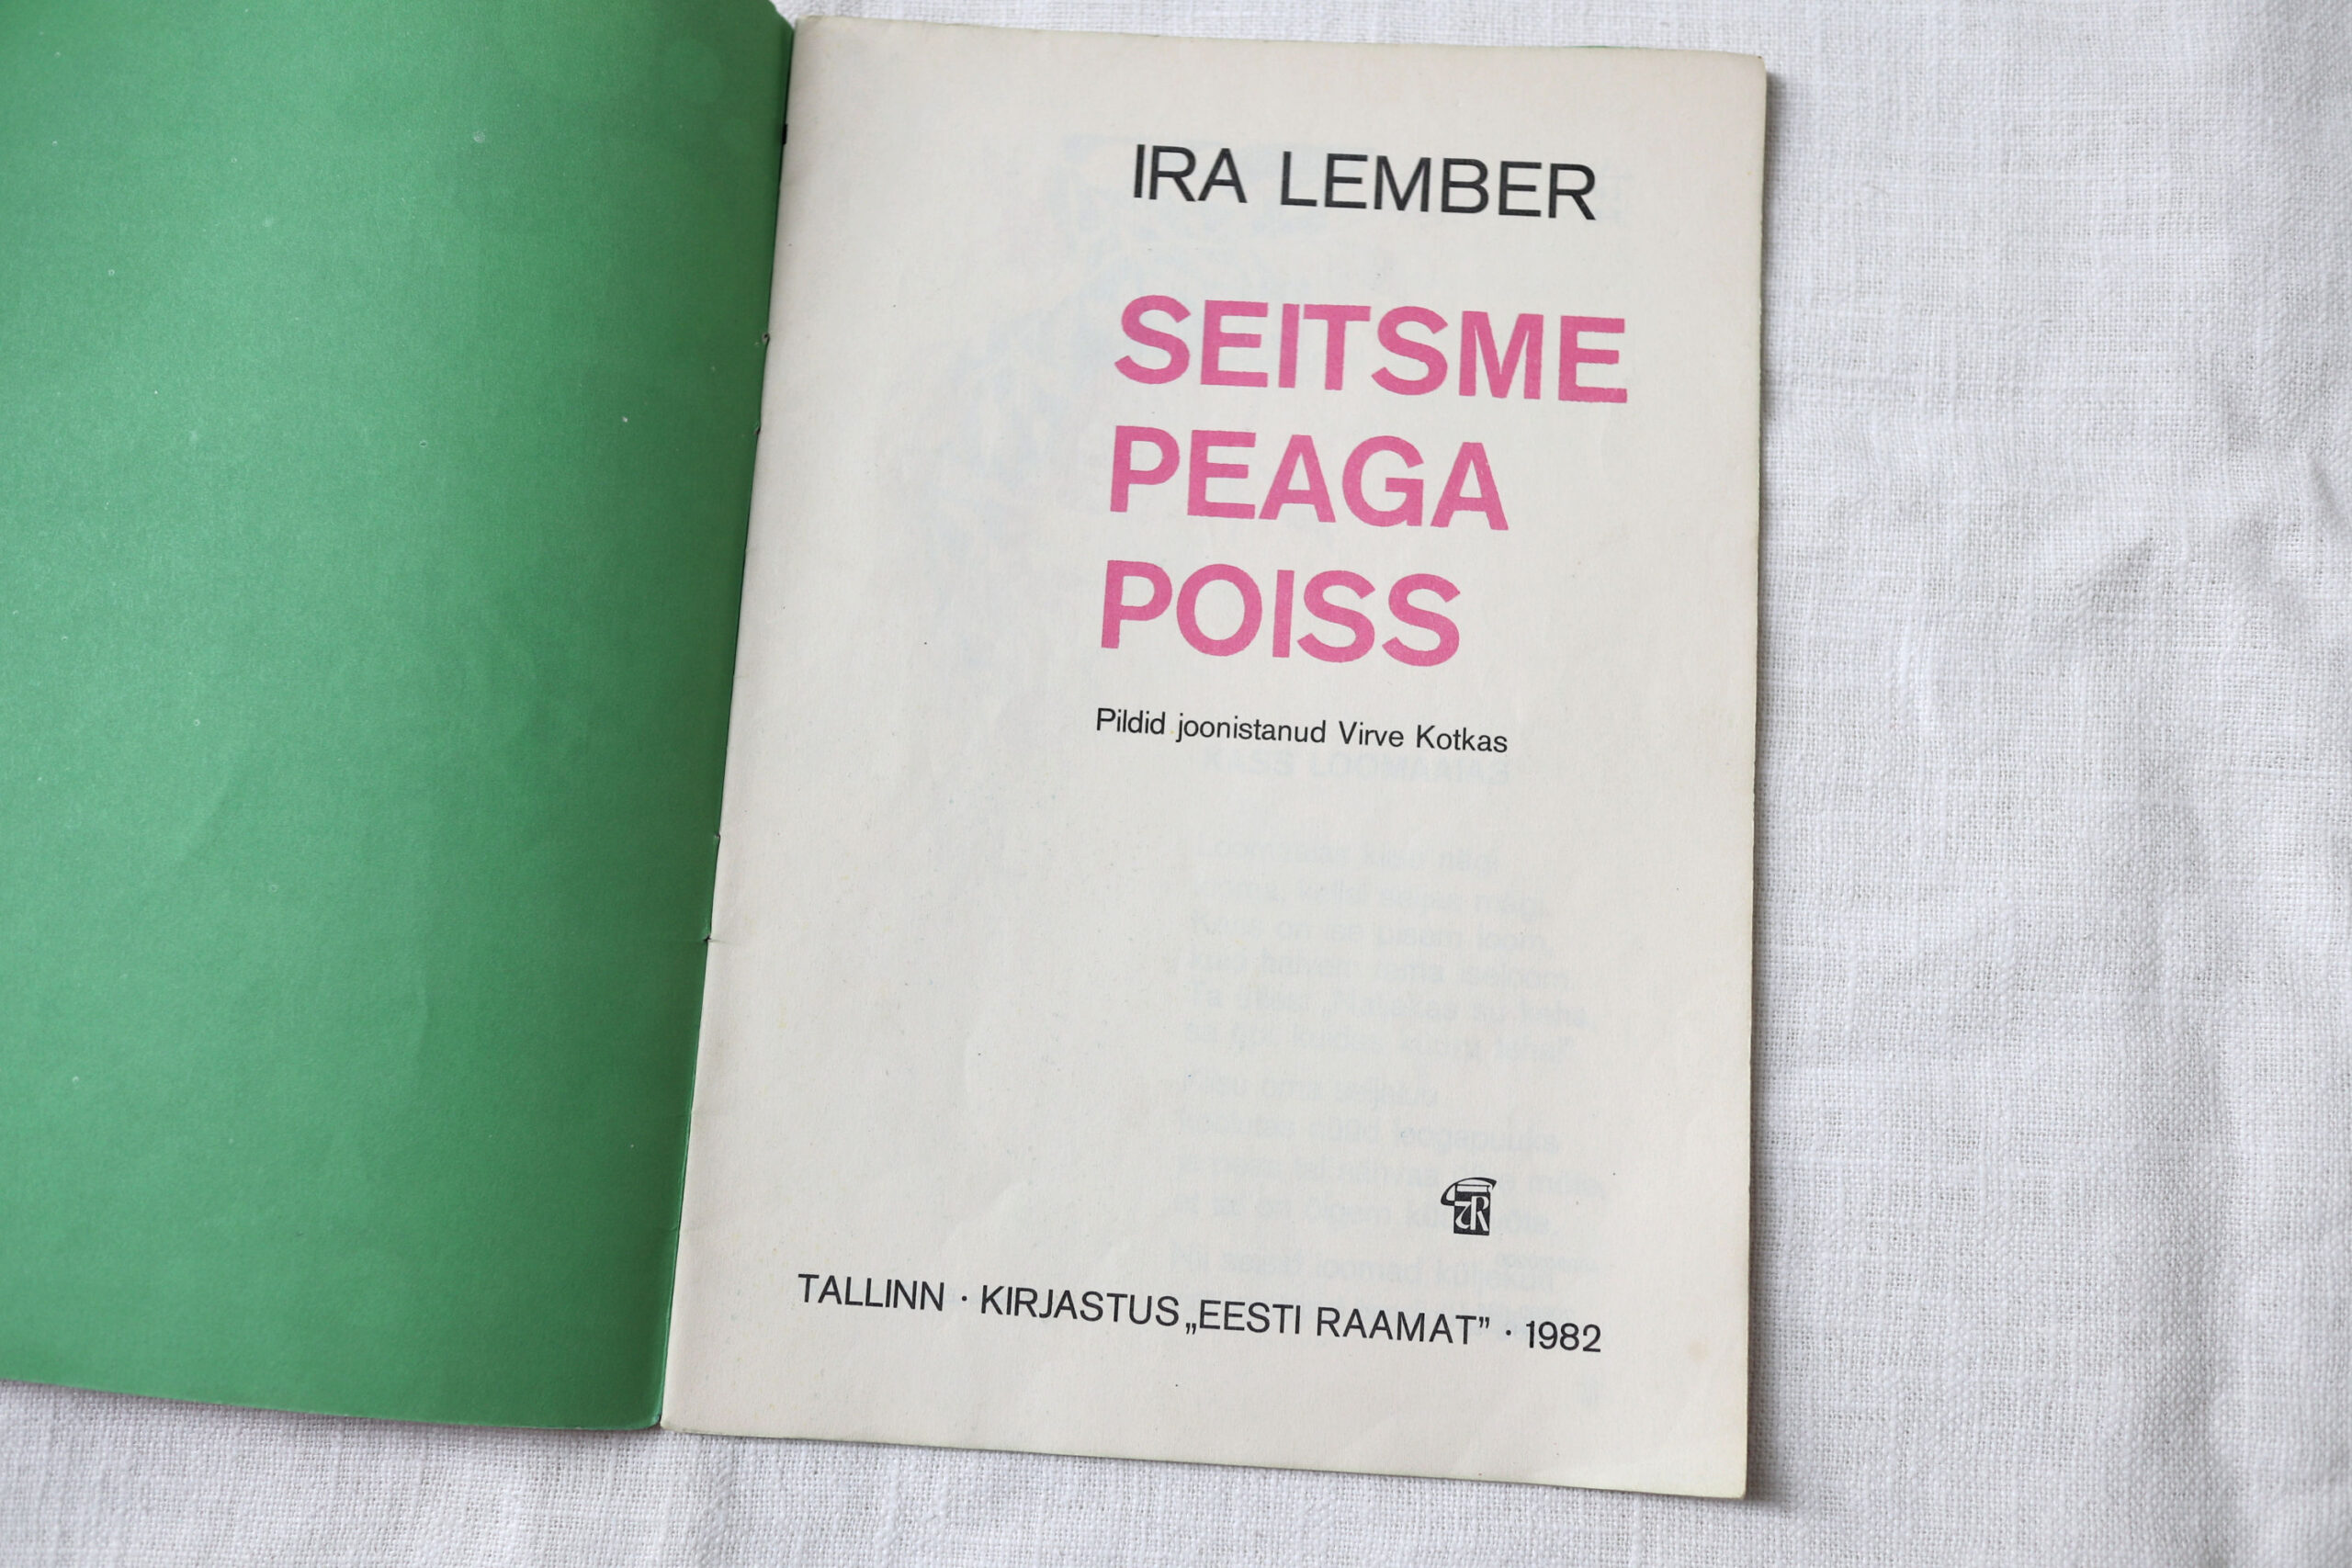 IRA LEMBER
SEITSME
PEAGA
POISS
Pildid joonistanud Virve Kotkas
TALLINN · KIRJASTUS „EESTI RAAMAT” · 1982